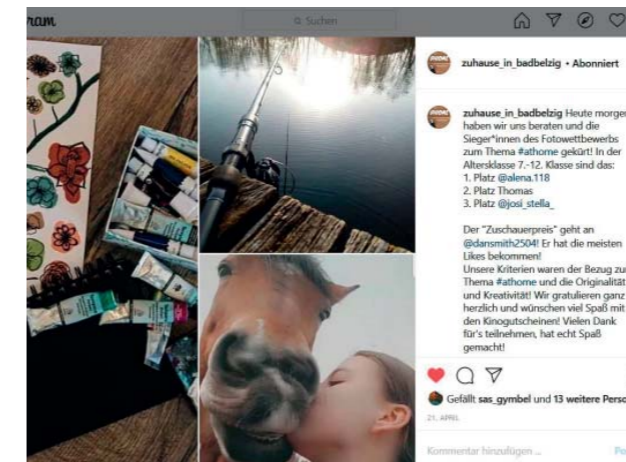 ram
Suchen
zuhause_in_badbelzig • Abonniert
zuhause_in_badbelzig Heute morgen
haben wir uns beraten und die
Sieger*innen des Fotowettbewerbs
zum Thema #athome gekürt! In der
Altersklasse 7.-12. Klasse sind das:
1. Platz @alena.118
2. Platz Thomas
3. Platz @josi_stella_
Der "Zuschauerpreis" geht an
@dansmith2504! Er hat die meisten
Likes bekommen!
Unsere Kriterien waren der Bezug zum
Thema #athome und die Originalität
und Kreativität! Wir gratulieren ganz
herzlich und wünschen viel Spaß mit
den Kinogutscheinen! Vielen Dank
für's teilnehmen, hat echt Spaß
gemacht!
Gefällt sas_gymbel und 13 weitere Perso
21. APRIL
Kommentar hinzufügen ...
Po